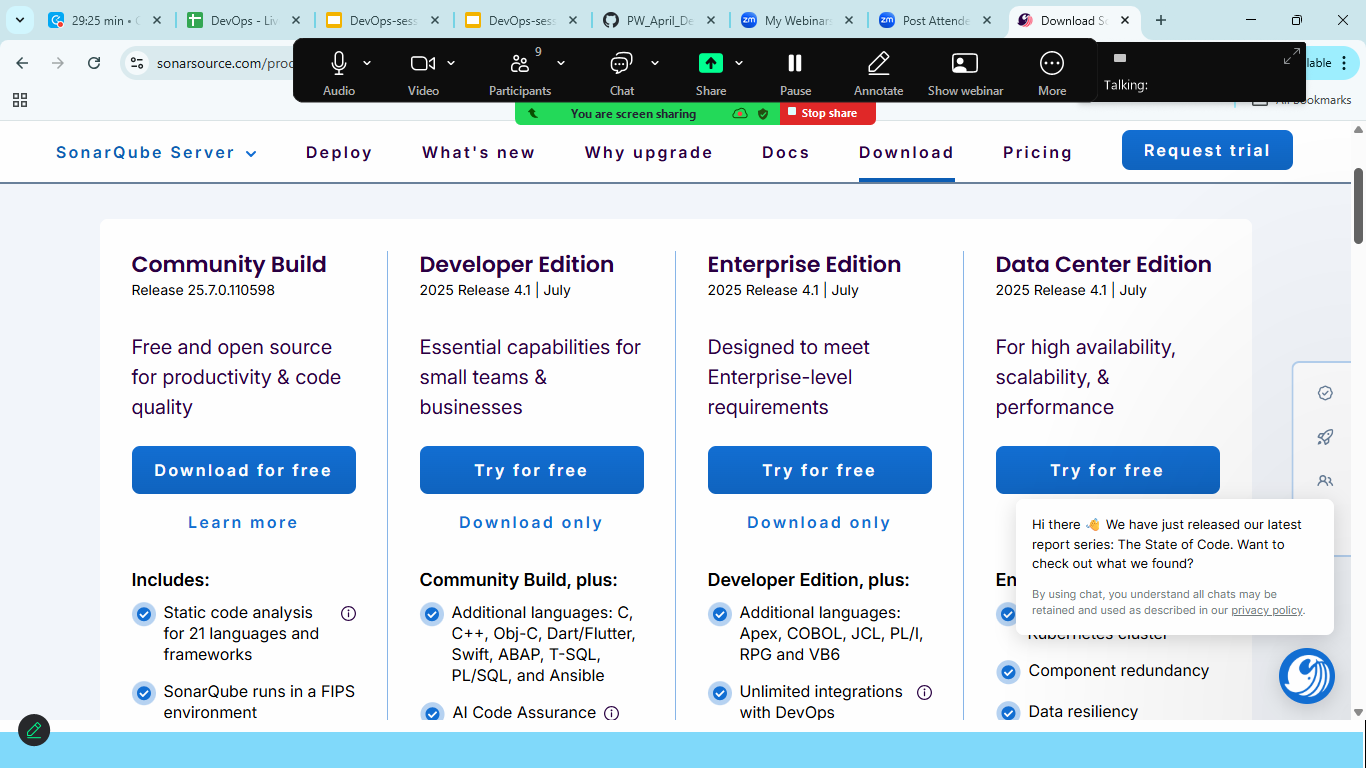 29:25 min •
DevOps - Live
DevOps-sess
DevOps-sess
PW_April_De
My Webinars
Post Attende
Download So
sonarsource.com/prod
Audio
Video
9
Participants
Chat
Share
Pause
Annotate
Show webinar
More
Talking:
lable
All Bookmarks
You are screen sharing
Stop share
SonarQube Server
Deploy
What's new
Why upgrade
Docs
Download
Pricing
Request trial
Community Build
Release 25.7.0.110598
Free and open source
for productivity & code
quality
Download for free
Learn more
Includes:
Static code analysis
for 21 languages and
frameworks
SonarQube runs in a FIPS
environment
Developer Edition
2025 Release 4.1 | July
Essential capabilities for
small teams &
businesses
Try for free
Download only
Community Build, plus:
Additional languages: C,
C++, Obj-C, Dart/Flutter,
Swift, ABAP, T-SQL,
PL/SQL, and Ansible
AI Code Assurance
Enterprise Edition
2025 Release 4.1 | July
Designed to meet
Enterprise-level
requirements
Try for free
Download only
Developer Edition, plus:
Additional languages:
Apex, COBOL, JCL, PL/I,
RPG and VB6
Unlimited integrations
with DevOps
Data Center Edition
2025 Release 4.1 | July
For high availability,
scalability, &
performance
Try for free
En
Kubernetes cluster
Component redundancy
Data resiliency
Hi there 👋 We have just released our latest
report series: The State of Code. Want to
check out what we found?
By using chat, you understand all chats may be
retained and used as described in our privacy policy.